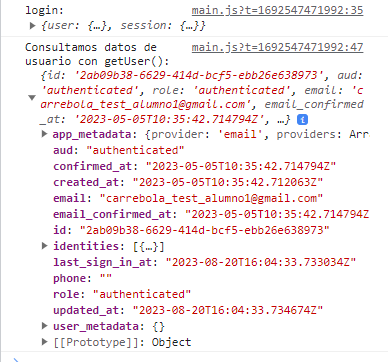 login: main.js?t=1692547471992:35
▶ {user: {…}, session: {…}}
Consultamos datos de main.js?t=1692547471992:47
usuario con getUser():
{id: '2ab09b38-6629-414d-bcf5-ebb26e638973', aud:
'authenticated', role: 'authenticated', email: 'c
arrebola_test_alumno1@gmail.com', email_confirmed
_at: '2023-05-05T10:35:42.714794Z', …}
▶ app_metadata: {provider: 'email', providers: Arr
aud: "authenticated"
confirmed_at: "2023-05-05T10:35:42.714794Z"
created_at: "2023-05-05T10:35:42.712063Z"
email: "carrebola_test_alumno1@gmail.com"
email_confirmed_at: "2023-05-05T10:35:42.714794Z
id: "2ab09b38-6629-414d-bcf5-ebb26e638973"
▶ identities: [{…}]
last_sign_in_at: "2023-08-20T16:04:33.733034Z"
phone: ""
role: "authenticated"
updated_at: "2023-08-20T16:04:33.734674Z"
▶ user_metadata: {}
▶ [[Prototype]]: Object